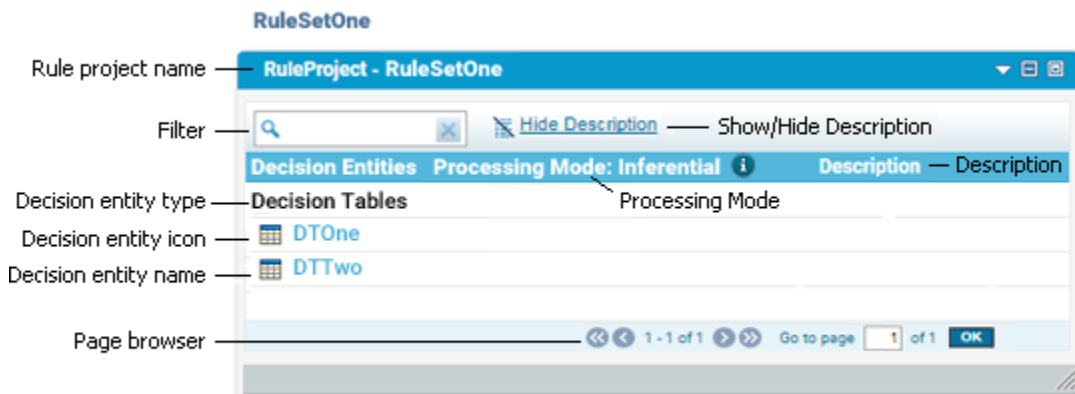 RuleSetOne
Rule project name RuleProject - RuleSetOne
Filter Hide Description Show/Hide Description
Decision Entities Processing Mode: Inferential i Description Description
Decision entity type Decision Tables Processing Mode
Decision entity icon DTOne
Decision entity name DTTwo
Page browser 1 - 1 of 1 Go to page 1 of 1 OK